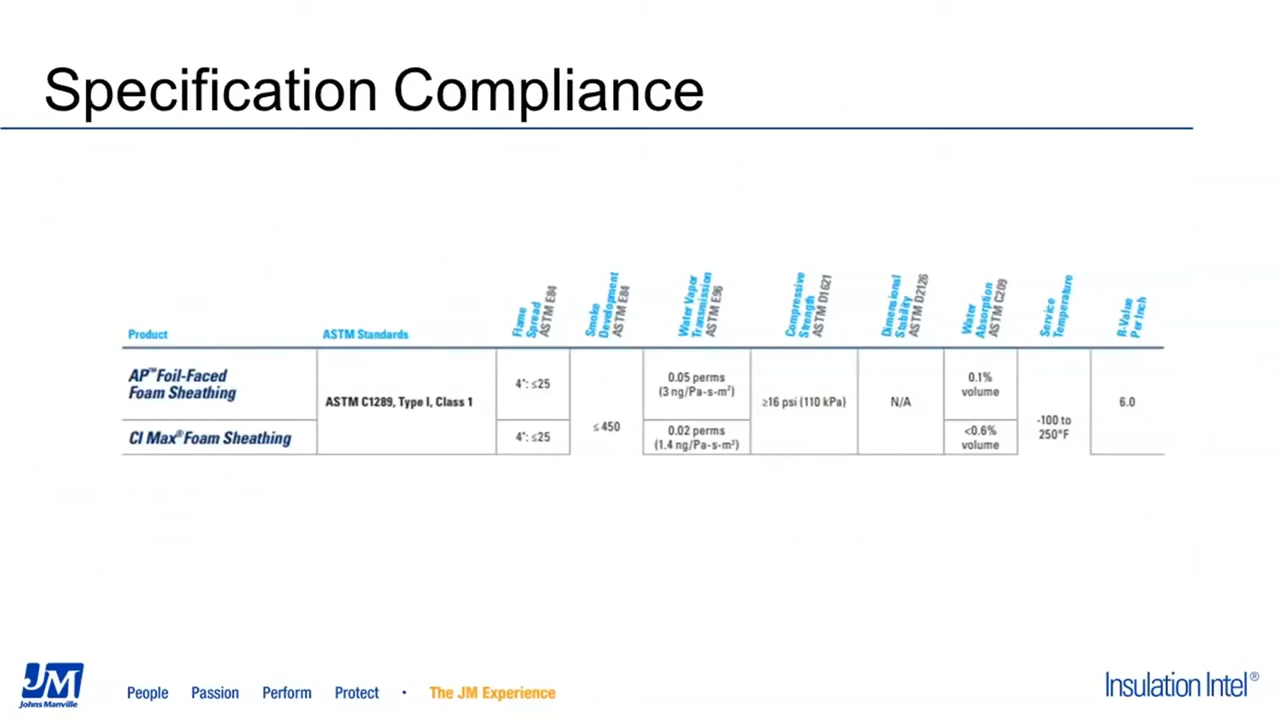 Specification Compliance
Product
ASTM Standards
Flame
Spread
ASTM E84
Smoke
Development
ASTM E84
Water Vapor
Transmission
ASTM E96
Compressive
Strength
ASTM D1621
Dimensional
Stability
ASTM D2126
Water
Absorption
ASTM C209
Service
Temperature
R-Value
Per Inch
AP™Foil-Faced
Foam Sheathing
ASTM C1289, Type I, Class 1
4": ≤25
≤ 450
0.05 perms
(3 ng/Pa-s-m²)
≥16 psi (110 kPa)
N/A
0.1%
volume
-100 to
250°F
6.0
CI Max®Foam Sheathing
4": ≤25
0.02 perms
(1.4 ng/Pa-s-m²)
<0.6%
volume
JM
Johns Manville
People Passion Perform Protect • The JM Experience
Insulation Intel®